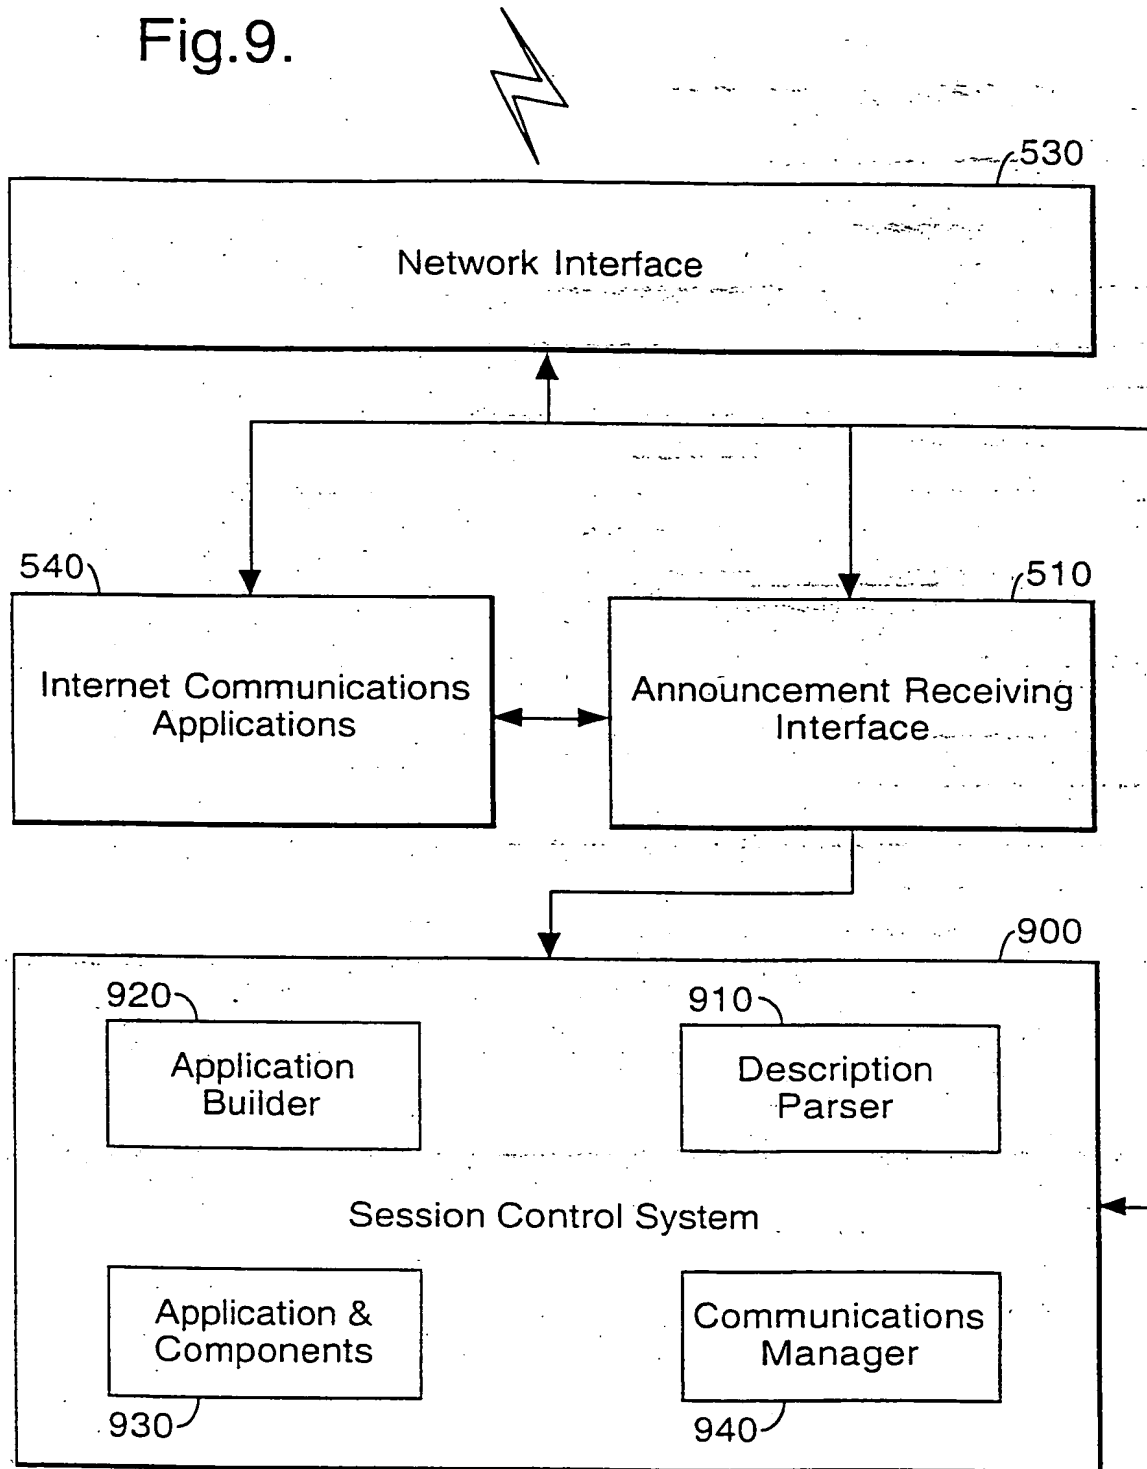 Fig.9.
530
Network Interface
540
510
Internet Communications
Applications
Announcement Receiving
Interface
900
920
910
Application
Builder
Description
Parser
Session Control System
Application &
Components
Communications
Manager
930
940